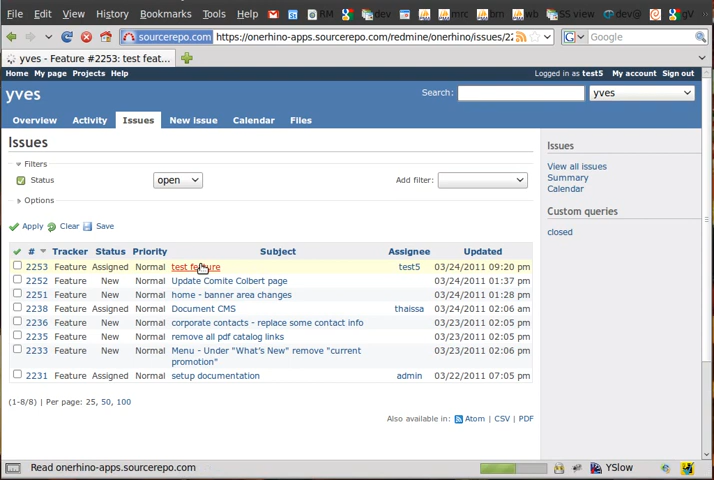 File Edit View History Bookmarks Tools Help RM dev mrc brn wb SS view dev@ gV
sourcerepo.com https://onerhino-apps.sourcerepo.com/redmine/onerhino/issues/22 Google
yves - Feature #2253: test feat...
Home My page Projects Help Logged in as test5 My account Sign out
yves Search: yves
Overview Activity Issues New issue Calendar Files
Issues
Filters
Status open Add filter:
Options
Apply Clear Save
# Tracker Status Priority Subject Assignee Updated
2253 Feature Assigned Normal test feature test5 03/24/2011 09:20 pm
2252 Feature New Normal Update Comite Colbert page 03/24/2011 01:37 pm
2251 Feature New Normal home - banner area changes 03/24/2011 01:28 pm
2238 Feature Assigned Normal Document CMS thaissa 03/24/2011 02:06 am
2236 Feature New Normal corporate contacts - replace some contact info 03/23/2011 02:05 pm
2235 Feature New Normal remove all pdf catalog links 03/23/2011 02:05 pm
2233 Feature New Normal Menu - Under "What's New" remove "current 03/23/2011 02:06 pm
promotion"
2231 Feature Assigned Normal setup documentation admin 03/22/2011 07:05 pm
(1-8/8) | Per page: 25, 50, 100
Also available in: Atom | CSV | PDF
Issues
View all issues
Summary
Calendar
Custom queries
closed
Read onerhino-apps.sourcerepo.com YSlow